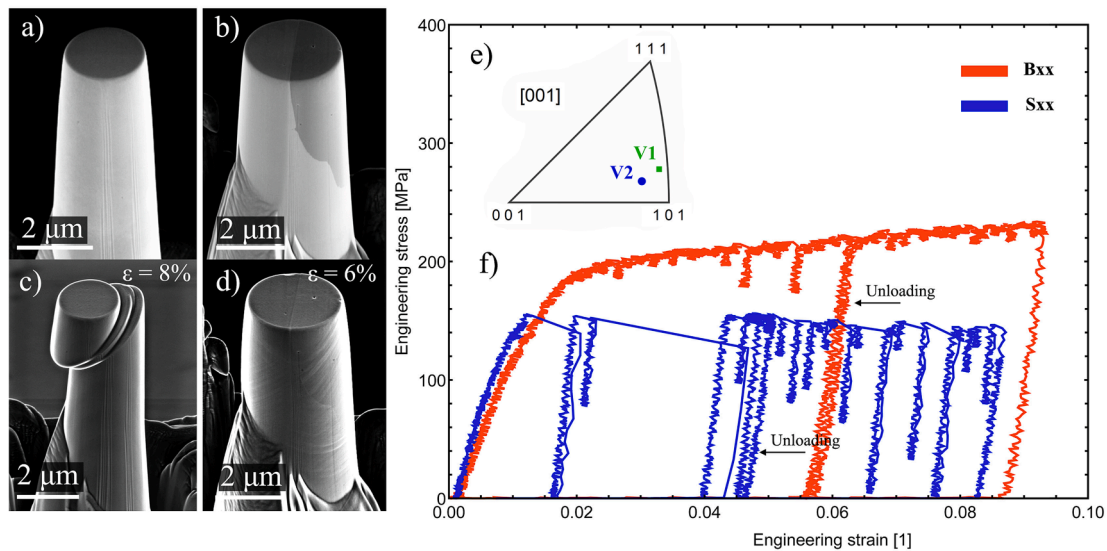 a)
2 µm
b)
2 µm
c)
ε = 8%
2 µm
d)
ε = 6%
2 µm
Engineering stress [MPa]
400
300
200
100
0
e)
1 1 1
[001]
V1
V2
0 0 1
1 0 1
Bxx
Sxx
f)
Unloading
Unloading
0.00
0.02
0.04
0.06
0.08
0.10
Engineering strain [1]